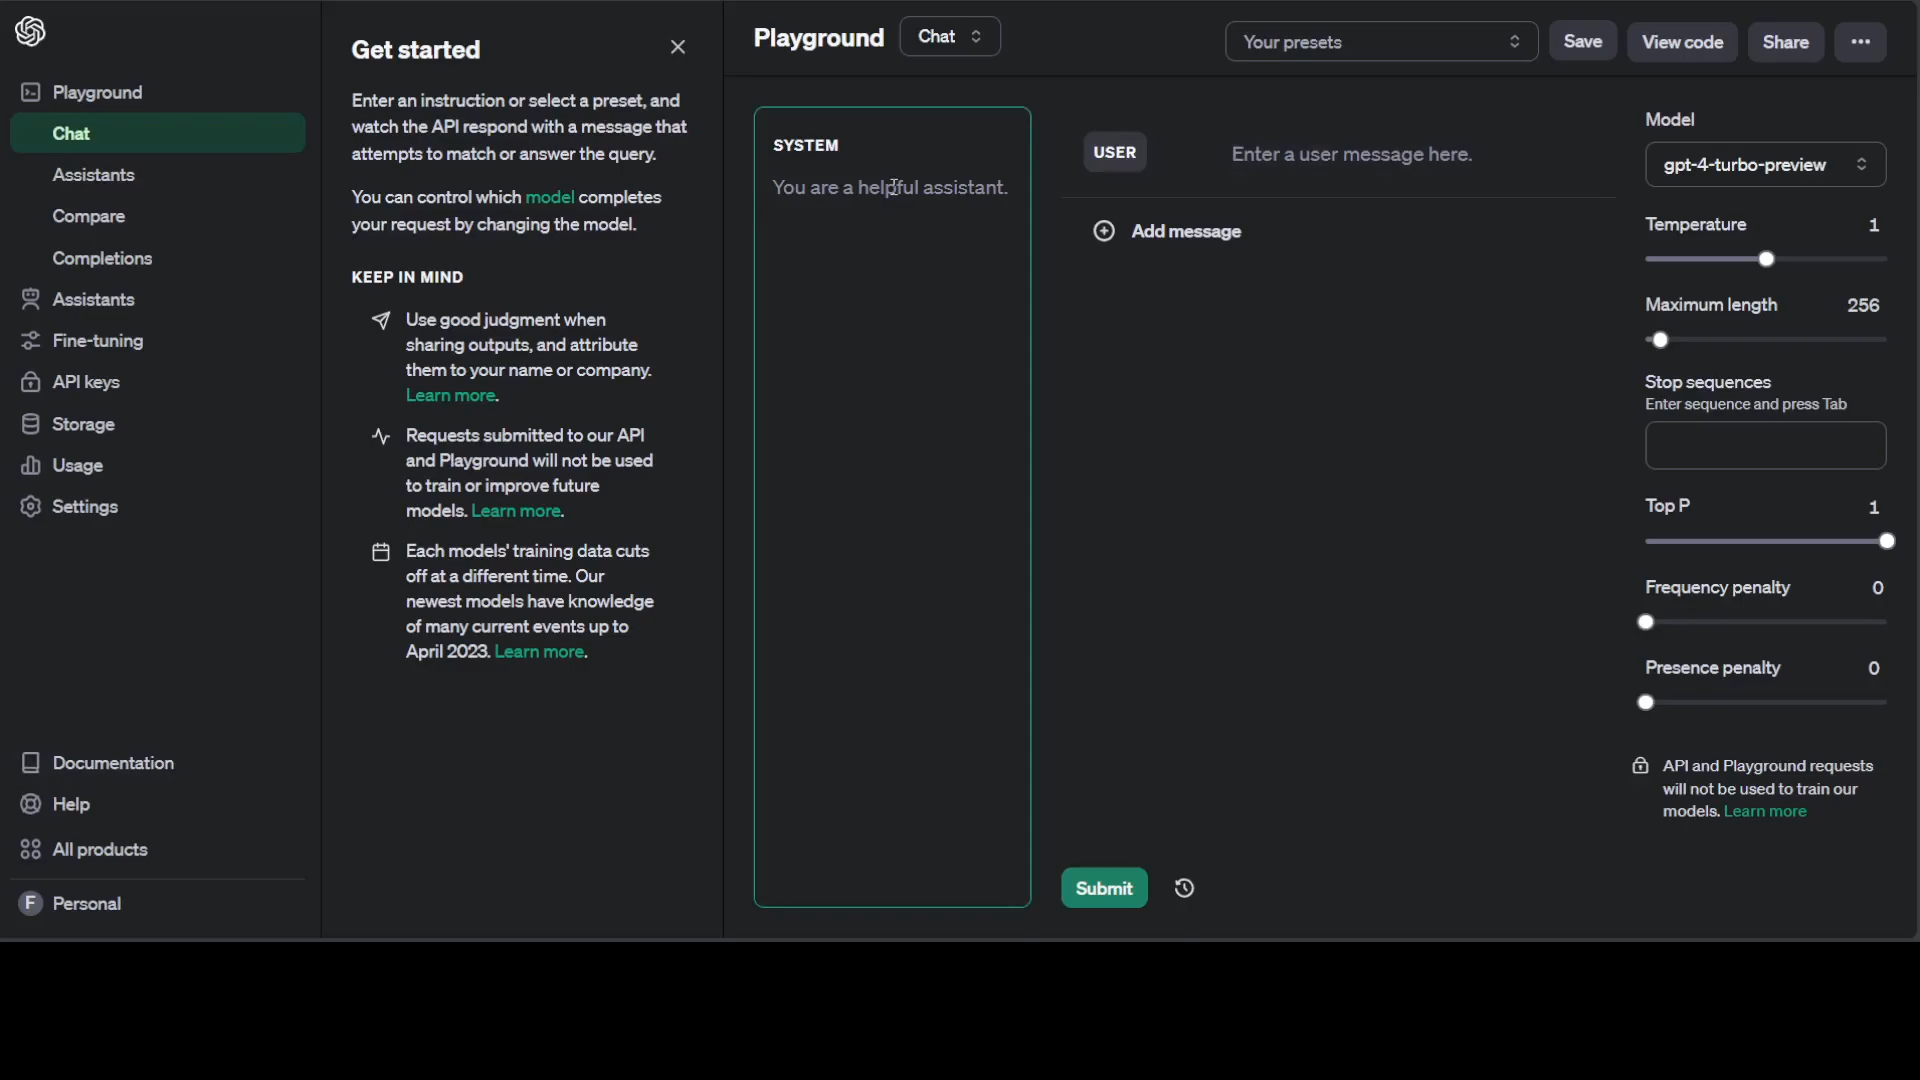 Playground
Chat
Assistants
Compare
Completions
Assistants
Fine-tuning
API keys
Storage
Usage
Settings
Documentation
Help
All products
F Personal
Get started
Enter an instruction or select a preset, and
watch the API respond with a message that
attempts to match or answer the query.
You can control which model completes
your request by changing the model.
KEEP IN MIND
Use good judgment when
sharing outputs, and attribute
them to your name or company.
Learn more.
Requests submitted to our API
and Playground will not be used
to train or improve future
models. Learn more.
Each models' training data cuts
off at a different time. Our
newest models have knowledge
of many current events up to
April 2023. Learn more.
Playground Chat
Your presets Save View code Share ...
SYSTEM
You are a helpful assistant.
USER Enter a user message here.
Add message
Submit
Model
gpt-4-turbo-preview
Temperature 1
Maximum length 256
Stop sequences
Enter sequence and press Tab
Top P 1
Frequency penalty 0
Presence penalty 0
API and Playground requests
will not be used to train our
models. Learn more